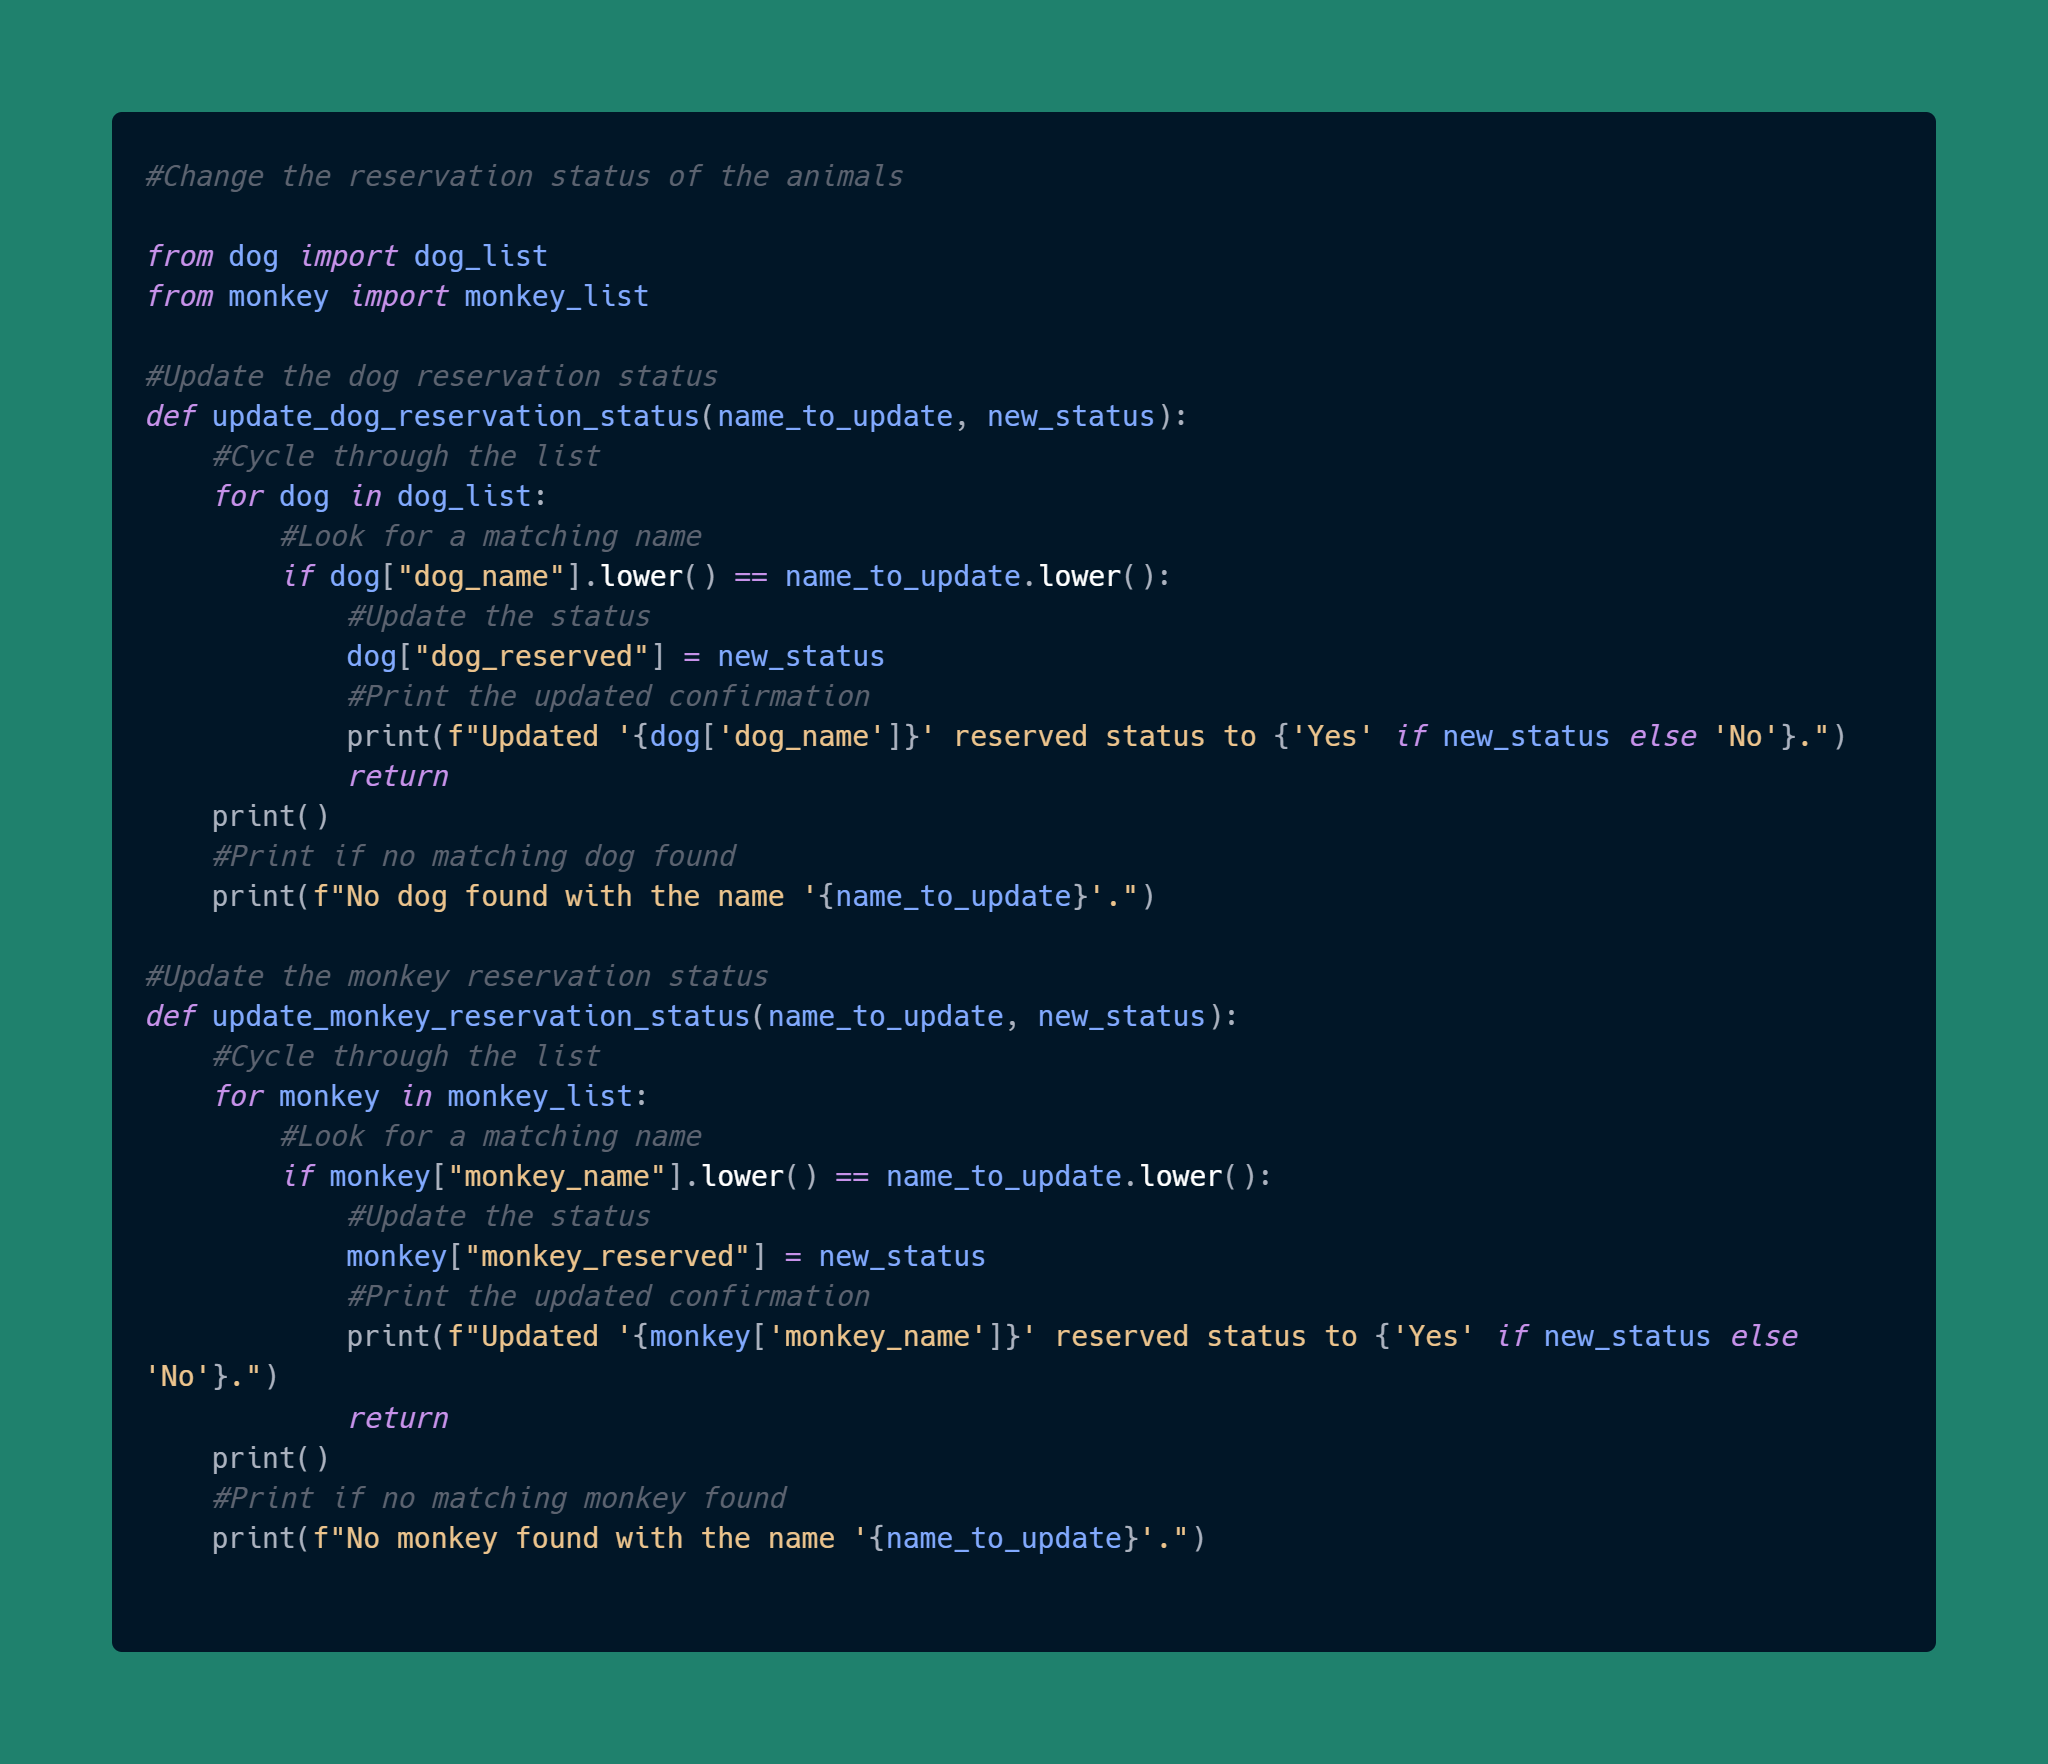 #Change the reservation status of the animals

from dog import dog_list
from monkey import monkey_list

#Update the dog reservation status
def update_dog_reservation_status(name_to_update, new_status):
    #Cycle through the list
    for dog in dog_list:
        #Look for a matching name
        if dog["dog_name"].lower() == name_to_update.lower():
            #Update the status
            dog["dog_reserved"] = new_status
            #Print the updated confirmation
            print(f"Updated '{dog['dog_name']}' reserved status to {'Yes' if new_status else 'No'}.")
            return
    print()
    #Print if no matching dog found
    print(f"No dog found with the name '{name_to_update}'.")

#Update the monkey reservation status
def update_monkey_reservation_status(name_to_update, new_status):
    #Cycle through the list
    for monkey in monkey_list:
        #Look for a matching name
        if monkey["monkey_name"].lower() == name_to_update.lower():
            #Update the status
            monkey["monkey_reserved"] = new_status
            #Print the updated confirmation
            print(f"Updated '{monkey['monkey_name']}' reserved status to {'Yes' if new_status else
'No'}.")
            return
    print()
    #Print if no matching monkey found
    print(f"No monkey found with the name '{name_to_update}'.")